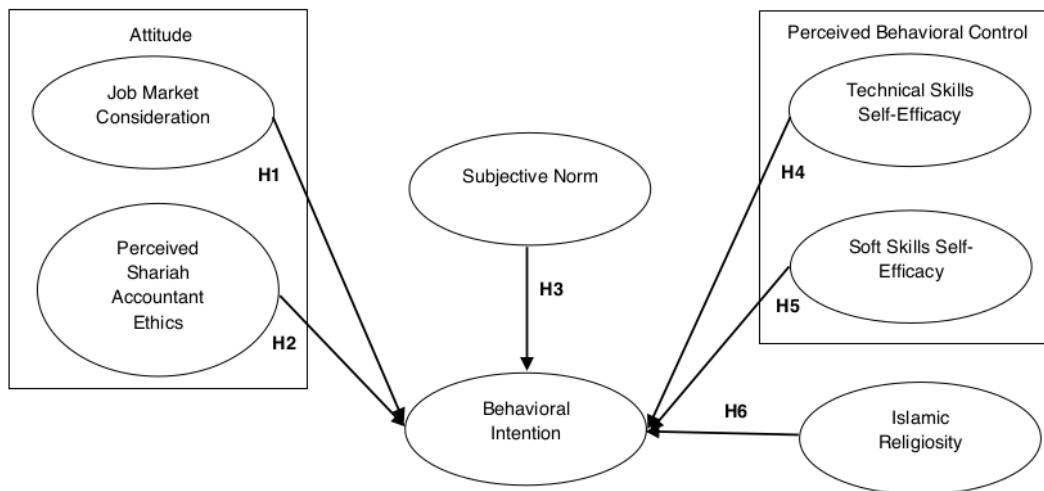 Attitude
Job Market
Consideration
H1
Perceived
Shariah
Accountant
Ethics
H2
Subjective Norm
H3
Perceived Behavioral Control
Technical Skills
Self-Efficacy
H4
Soft Skills Self-
Efficacy
H5
Behavioral
Intention
H6
Islamic
Religiosity